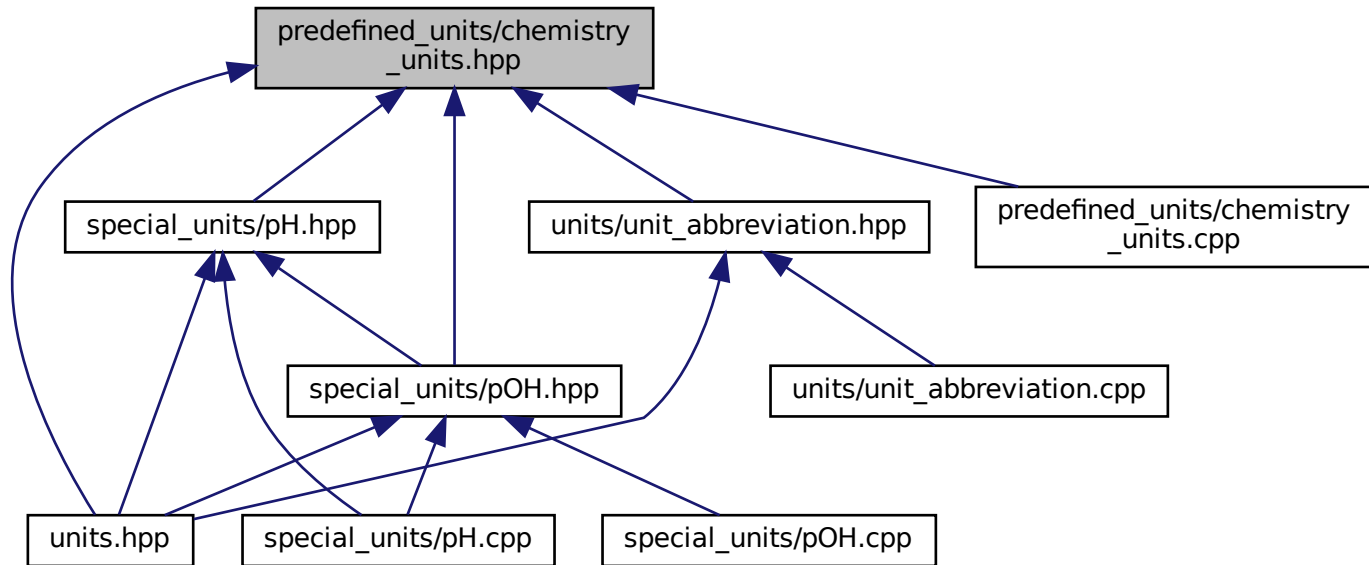 predefined_units/chemistry
_units.hpp
special_units/pH.hpp
units/unit_abbreviation.hpp
predefined_units/chemistry
_units.cpp
special_units/pOH.hpp
units/unit_abbreviation.cpp
units.hpp
special_units/pH.cpp
special_units/pOH.cpp